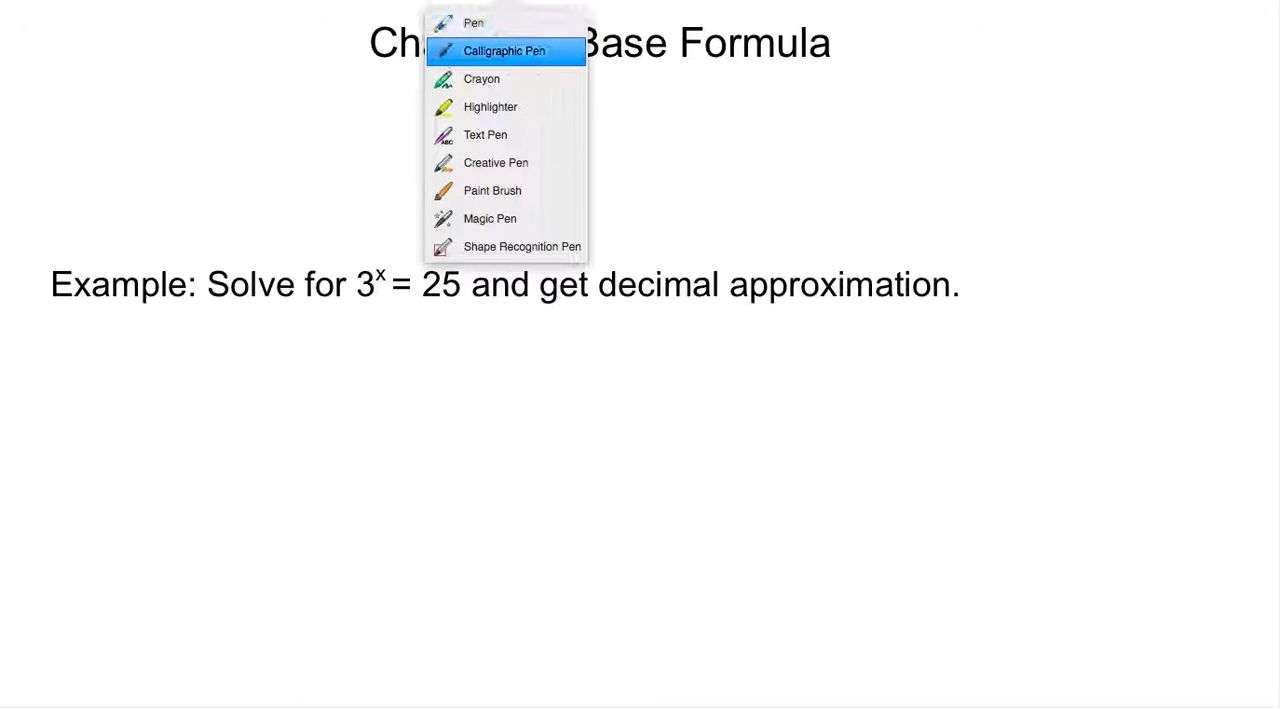 Pen
Ch Base Formula
Calligraphic Pen
Crayon
Highlighter
Text Pen
ABC
Creative Pen
Paint Brush
Magic Pen
Shape Recognition Pen
Example: Solve for 3ˣ = 25 and get decimal approximation.